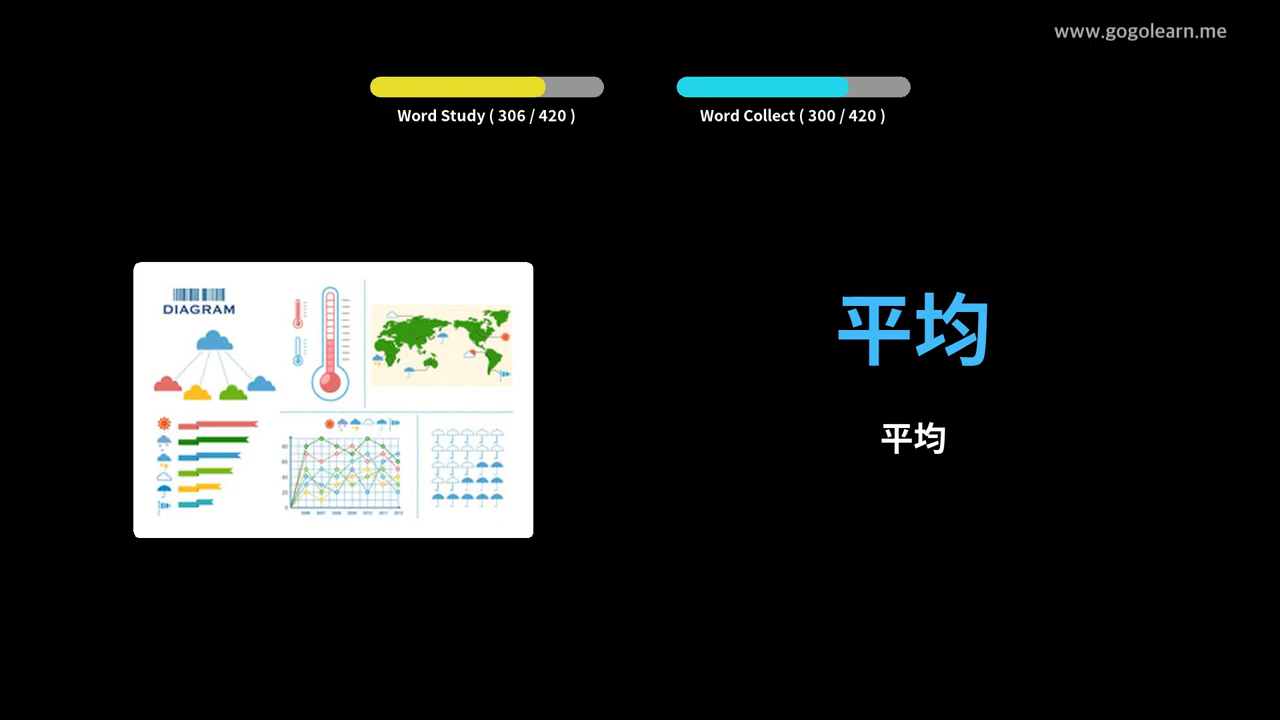 www.gogolearn.me
Word Study ( 306 / 420 )
Word Collect ( 300 / 420 )
DIAGRAM
平均
平均